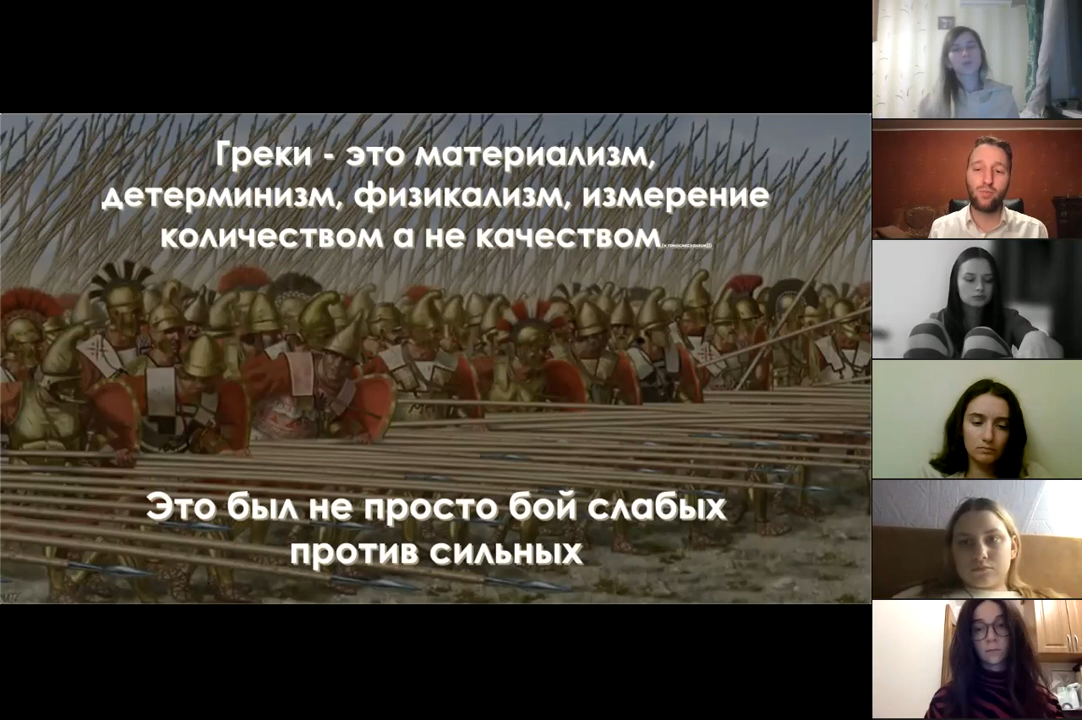 Греки - это материализм,
детерминизм, физикализм, измерение
количеством а не качеством
Это был не просто бой слабых
против сильных